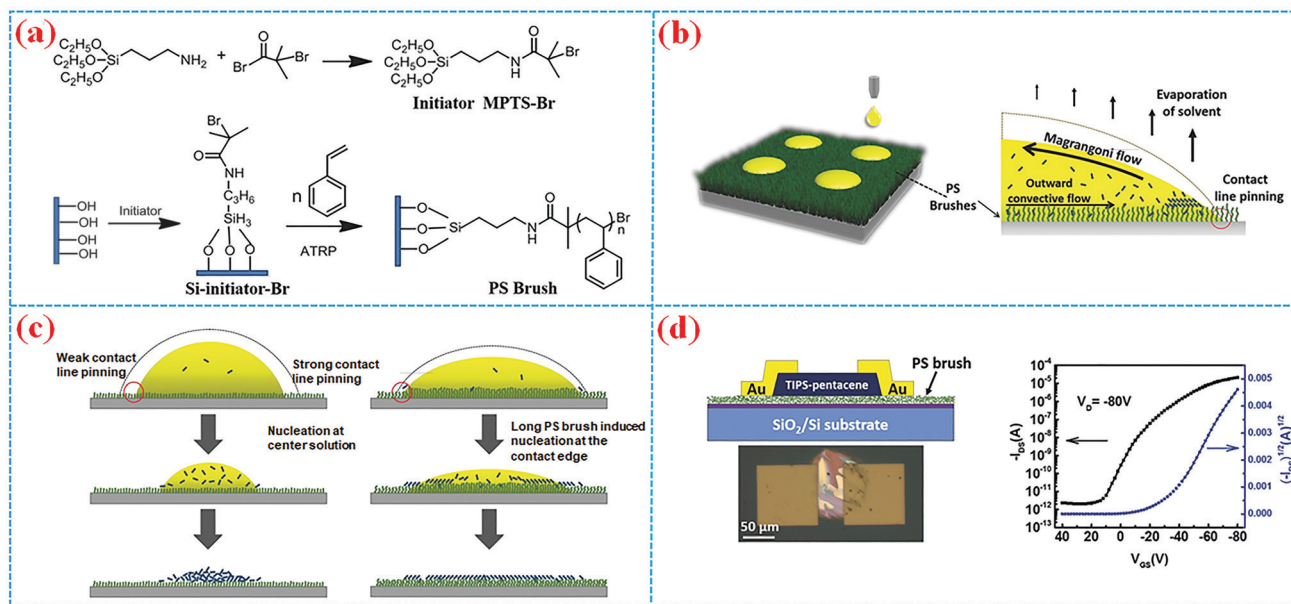 (a)
C2H5O
C2H5O Si NH2 + Br O Br
C2H5O
C2H5O
C2H5O Si N H O Br
C2H5O
Initiator MPTS-Br
Br
O
NH
C3H6
SiH3
O O O
Si-initiator-Br
OH
OH
OH
OH
Initiator
n
ATRP
O
O Si N H O Br
O
n
PS Brush
(b)
Evaporation
of solvent
Magrangoni flow
PS
Brushes
Outward
convective flow
Contact
line pinning
(c)
Weak contact
line pinning
Strong contact
line pinning
Nucleation at
center solution
Long PS brush induced
nucleation at the
contact edge
(d)
PS brush
Au TIPS-pentacene Au
SiO2/Si substrate
50 μm
-IDS(A)
10-4
10-5
10-6
10-7
10-8
10-9
10-10
10-11
10-12
10-13
VD= -80V
40 20 0 -20 -40 -60 -80
VGS(V)
0.005
0.004
0.003
0.002
0.001
0.000
(-IDS)1/2(A)1/2